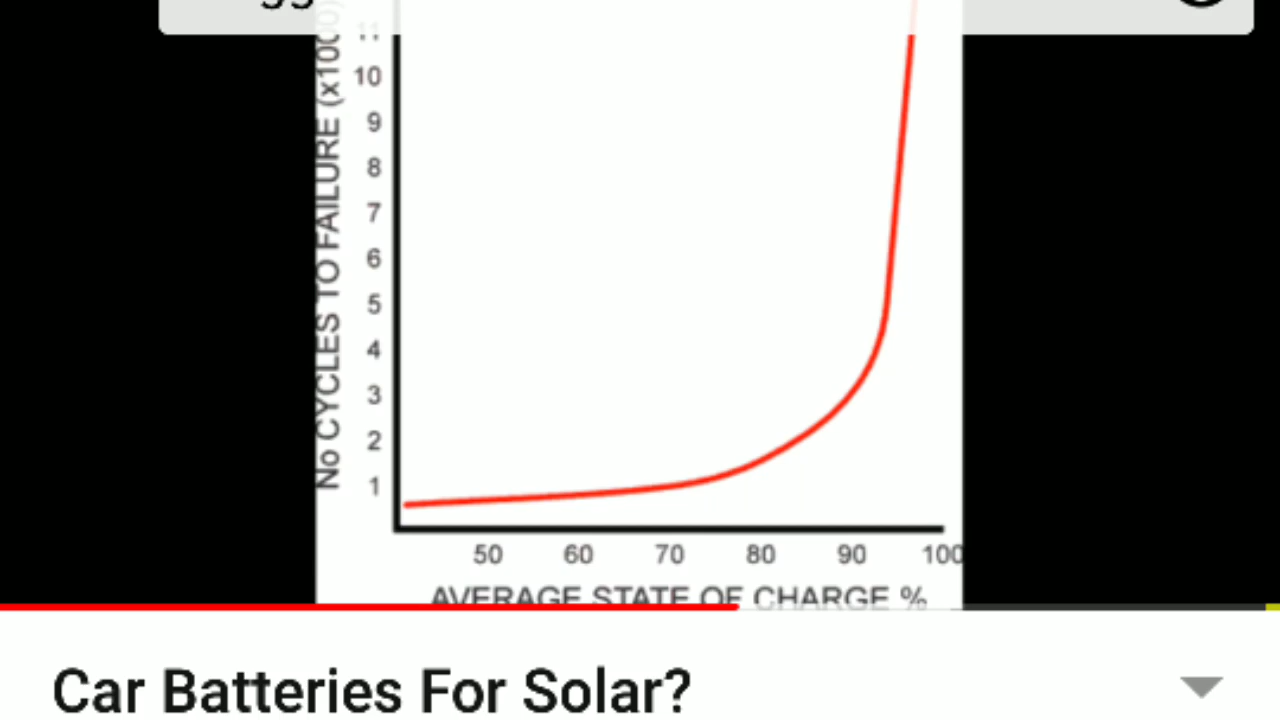 No CYCLES TO FAILURE (x1000)
11
10
9
8
7
6
5
4
3
2
1
50 60 70 80 90 100
AVERAGE STATE OF CHARGE %
Car Batteries For Solar?